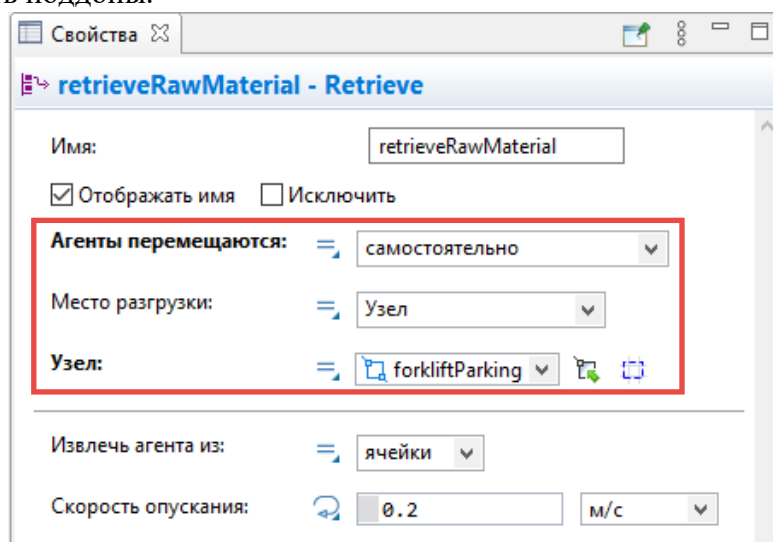 в поддоны.
Свойства
retrieveRawMaterial - Retrieve
Имя: retrieveRawMaterial
Отображать имя Исключить
Агенты перемещаются: самостоятельно
Место разгрузки: Узел
Узел: forkliftParking
Извлечь агента из: ячейки
Скорость опускания: 0.2 м/с